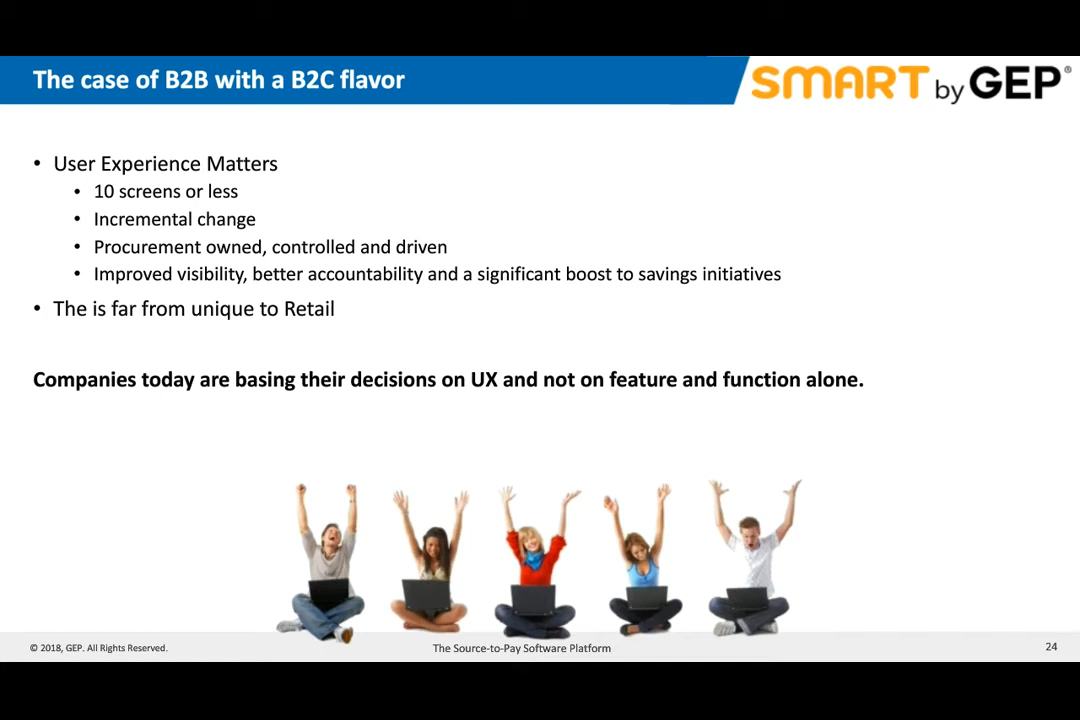 The case of B2B with a B2C flavor
SMART by GEP®
• User Experience Matters
• 10 screens or less
• Incremental change
• Procurement owned, controlled and driven
• Improved visibility, better accountability and a significant boost to savings initiatives
• The is far from unique to Retail
Companies today are basing their decisions on UX and not on feature and function alone.
© 2018, GEP. All Rights Reserved.
The Source-to-Pay Software Platform
24